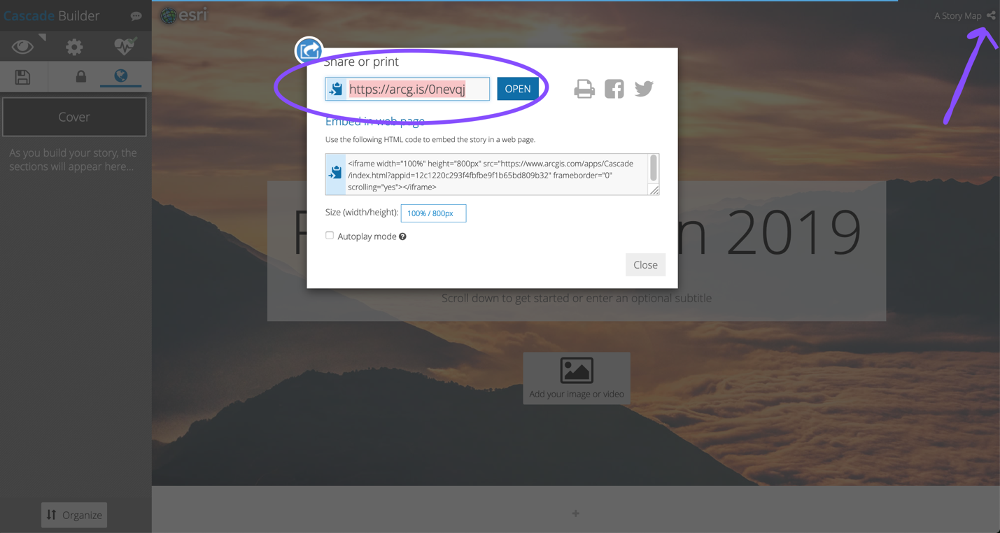 Cascade Builder
esri
A Story Map
Share or print
https://arcg.is/0nevqj
OPEN
Embed in web page
Use the following HTML code to embed the story in a web page.
<iframe width="100%" height="800px" src="https://www.arcgis.com/apps/Cascade
/index.html?appid=12c1220c293f4fbfbe9f1b65bd809b32" frameborder="0"
scrolling="yes"></iframe>
Size (width/height): 100% / 800px
Autoplay mode
Close
Cover
As you build your story, the
sections will appear here...
2019
Scroll down to get started or enter an optional subtitle
Add your image or video
Organize